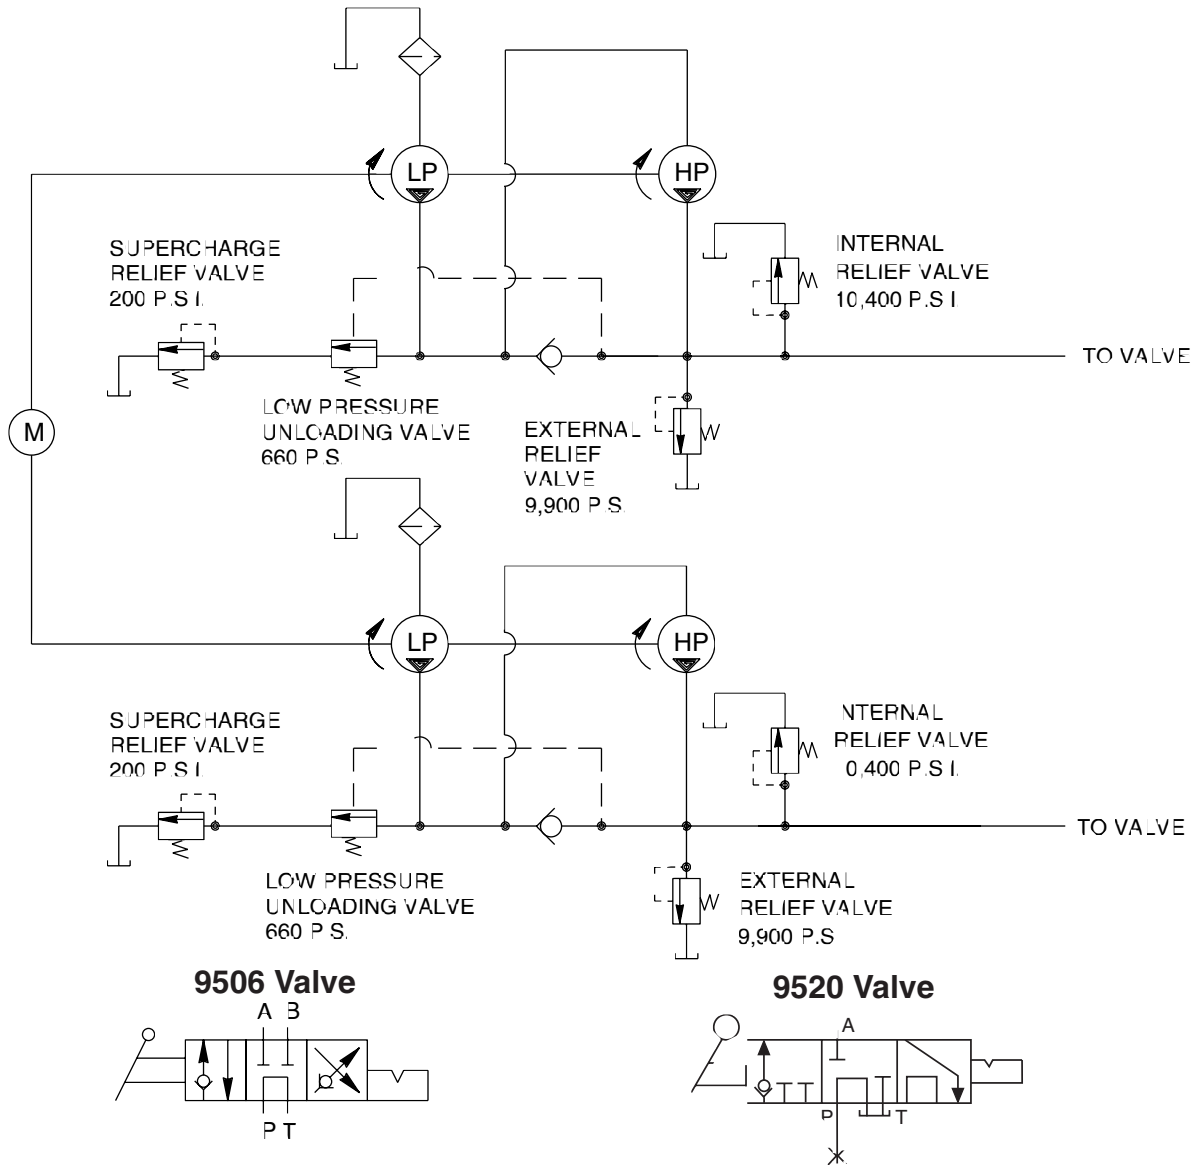 LP
HP
SUPERCHARGE
RELIEF VALVE
200 P.S I.
INTERNAL
RELIEF VALVE
10,400 P.S I.
TO VALVE
LOW PRESSURE
UNLOADING VALVE
660 P.S.
M
EXTERNAL
RELIEF
VALVE
9,900 P.S.
LP
HP
SUPERCHARGE
RELIEF VALVE
200 P.S I.
NTERNAL
RELIEF VALVE
0,400 P.S I.
TO VALVE
LOW PRESSURE
UNLOADING VALVE
660 P S.
EXTERNAL
RELIEF VALVE
9,900 P.S
9506 Valve
A B
P T
9520 Valve
A
P T